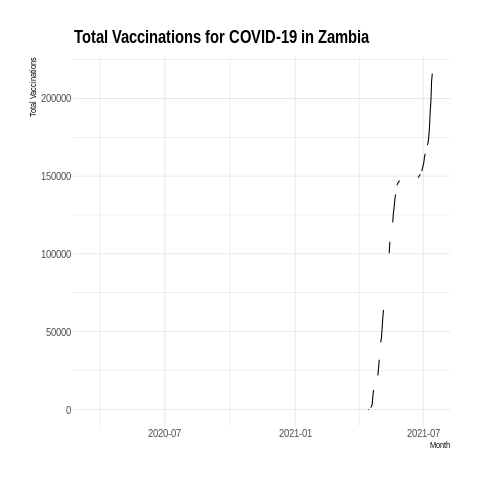 Total Vaccinations for COVID-19 in Zambia
Total Vaccinations
200000
150000
100000
50000
0
2020-07 2021-01 2021-07
Month